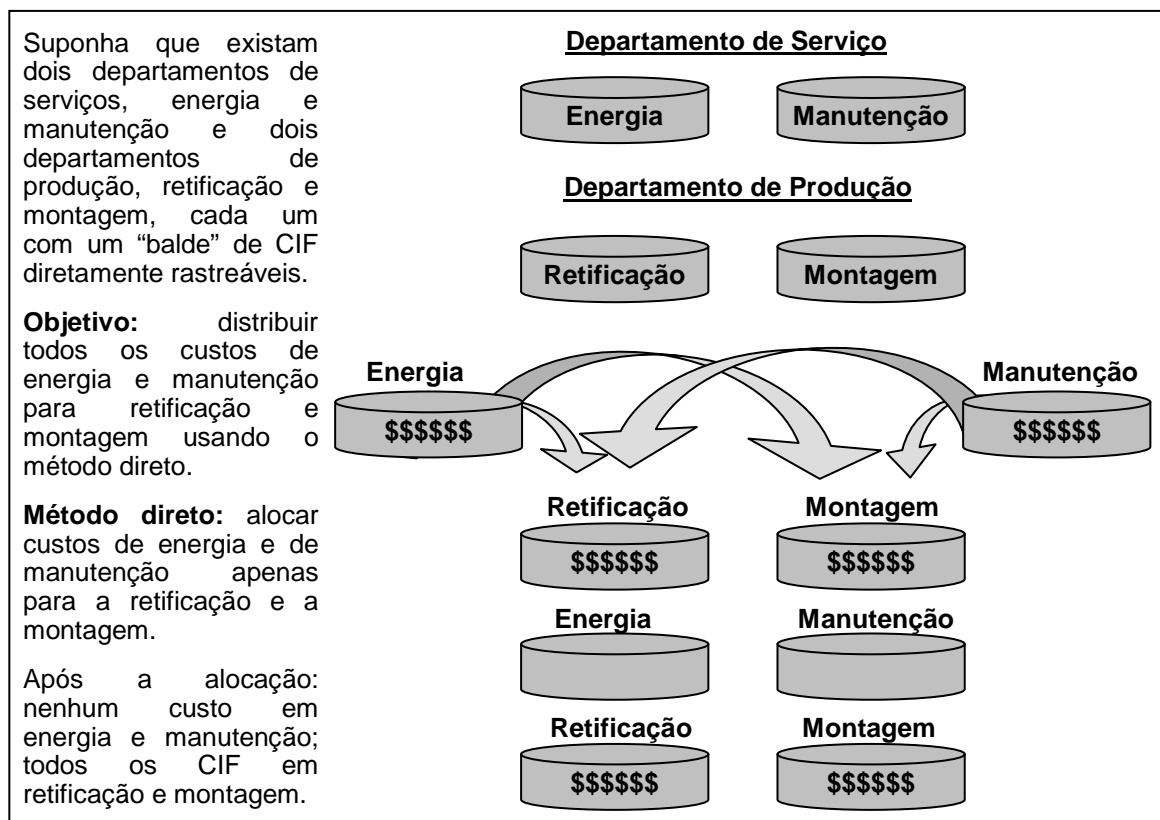 Suponha que existam
dois departamentos de
serviços, energia e
manutenção e dois
departamentos de
produção, retificação e
montagem, cada um
com um “balde” de CIF
diretamente rastreáveis.
Objetivo: distribuir
todos os custos de
energia e manutenção
para retificação e
montagem usando o
método direto.
Método direto: alocar
custos de energia e de
manutenção apenas
para a retificação e a
montagem.
Após a alocação:
nenhum custo em
energia e manutenção;
todos os CIF em
retificação e montagem.
Departamento de Serviço
Energia Manutenção
Departamento de Produção
Retificação Montagem
Energia Manutenção
$$$$$$ $$$$$$
Retificação Montagem
$$$$$$ $$$$$$
Energia Manutenção
Retificação Montagem
$$$$$$ $$$$$$